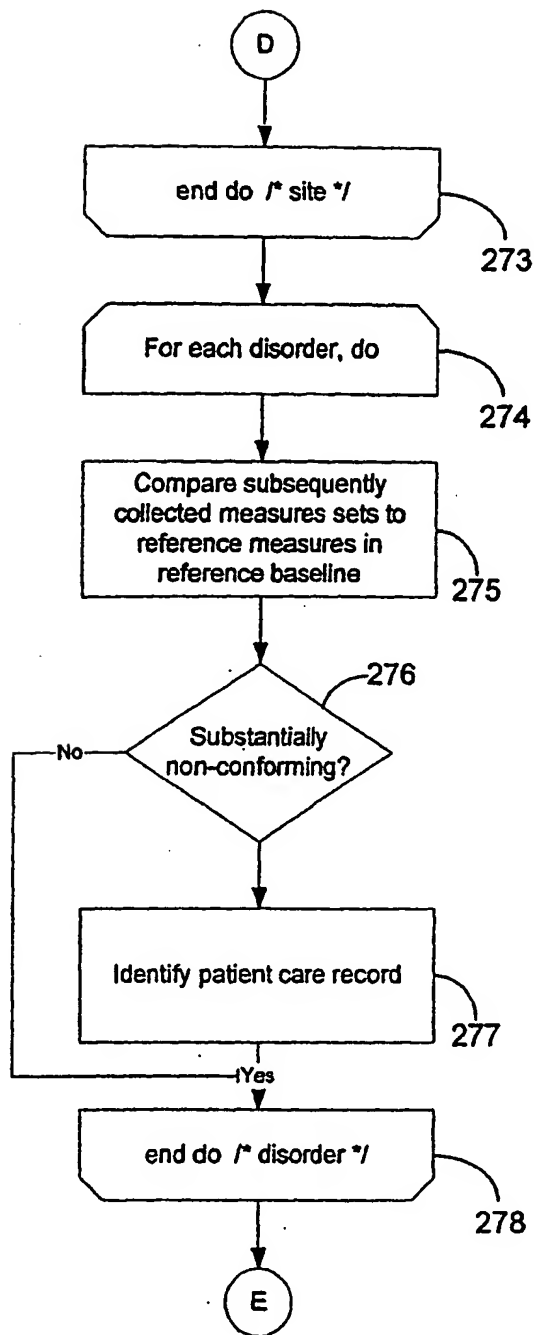 D
end do /* site */
273
For each disorder, do
274
Compare subsequently
collected measures sets to
reference measures in
reference baseline
275
276
Substantially
non-conforming?
No
Identify patient care record
277
Yes
end do /* disorder */
278
E